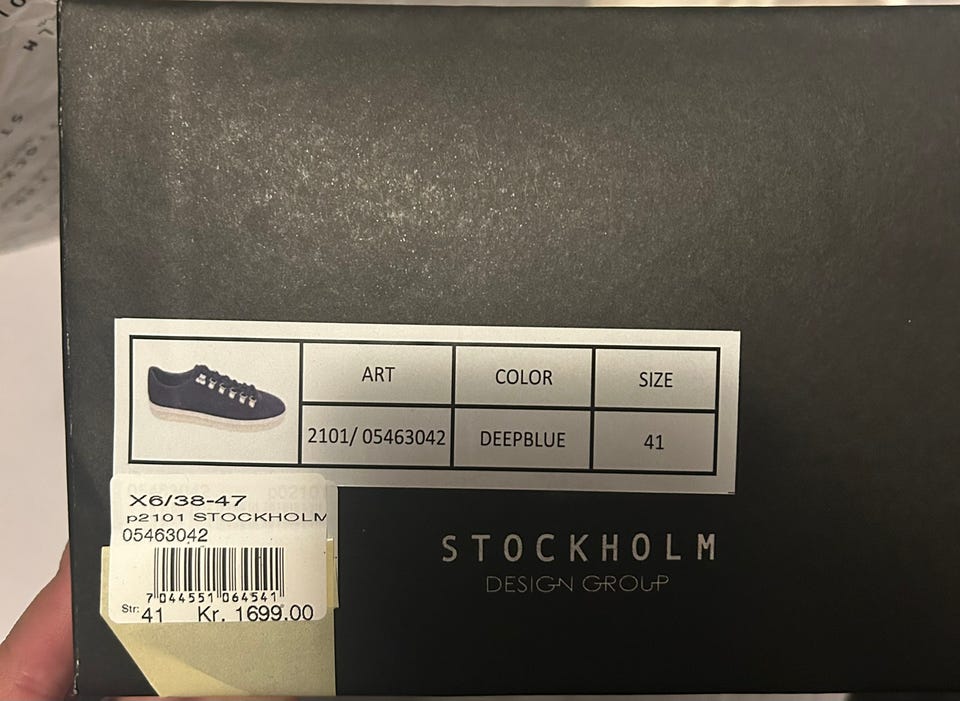 ART COLOR SIZE
2101/ 05463042 DEEPBLUE 41
X6/38-47
p2101 STOCKHOLM
05463042
7 044551 064541
Str: 41 Kr. 1699.00
STOCKHOLM
DESIGN GROUP